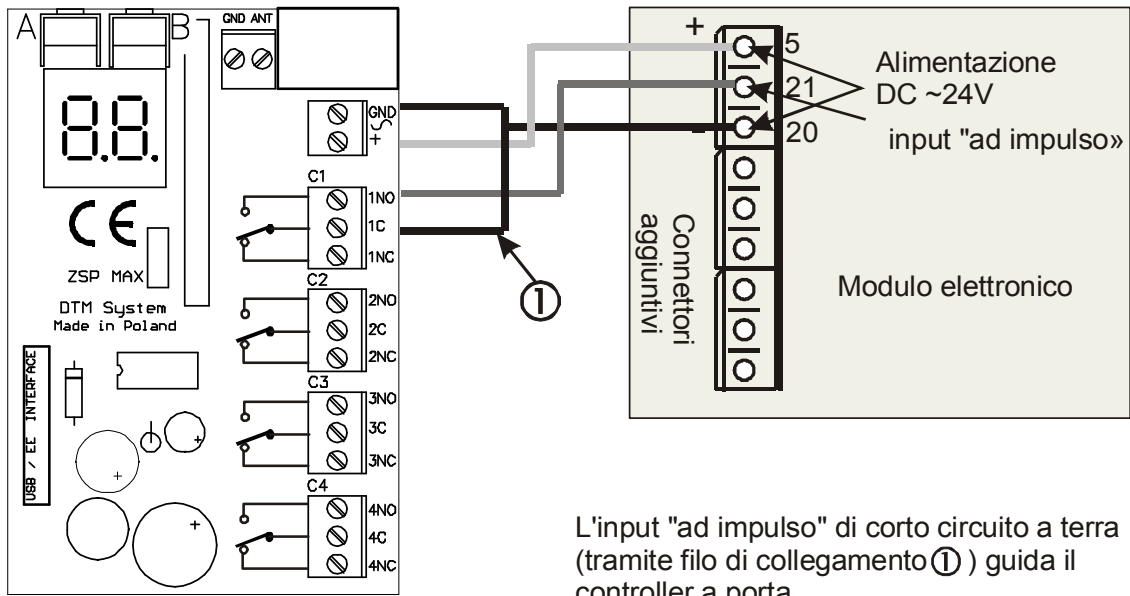 A
B
GND ANT
8.8.
GND
+
C1
1NO
1C
1NC
ZSP MAX
DTM System
Made in Poland
C2
2NO
2C
2NC
USB / EE INTERFACE
C3
3NO
3C
3NC
C4
4NO
4C
4NC
1
+
5
21
-
20
Alimentazione
DC ~24V
input "ad impulso»
Connettori
aggiuntivi
Modulo elettronico
L'input "ad impulso" di corto circuito a terra
(tramite filo di collegamento ① ) guida il
controller a porta